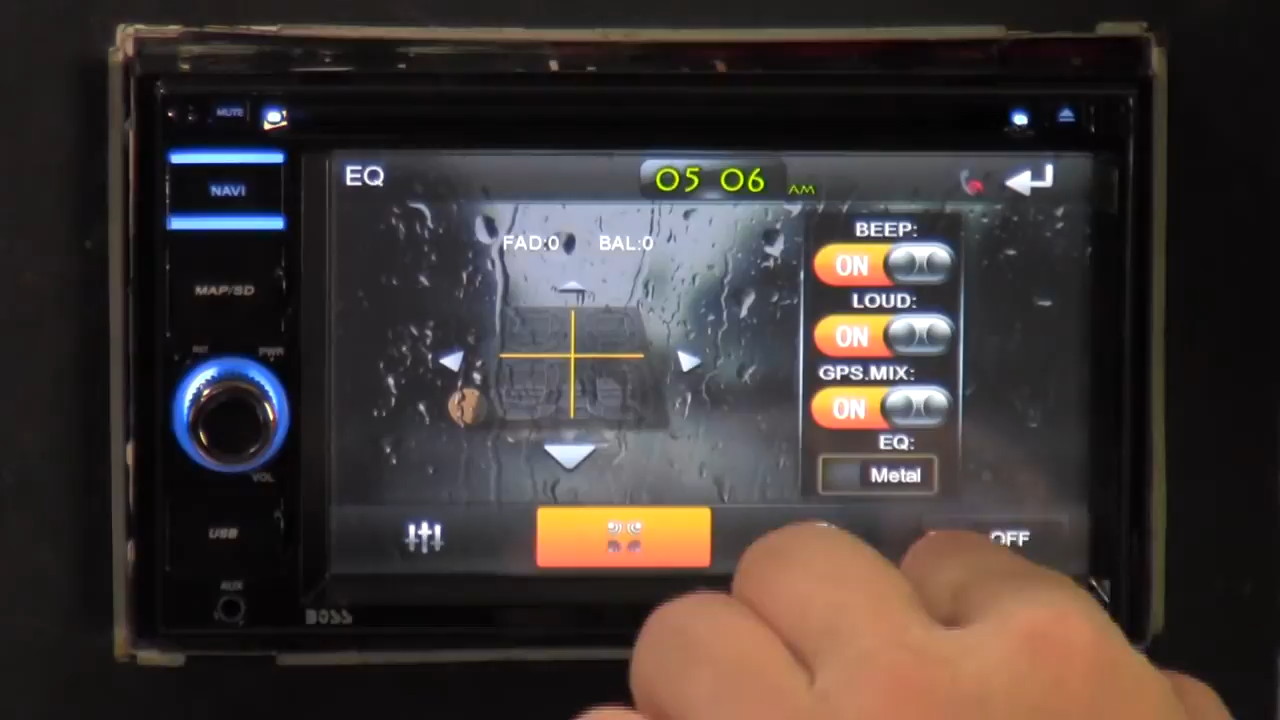 MUTE
NAVI
MAP/SD
PWR
VOL
USB
AUX
BOSS
EQ
05 06 AM
FAD:0 BAL:0
BEEP:
ON
LOUD:
ON
GPS.MIX:
ON
EQ:
Metal
OFF